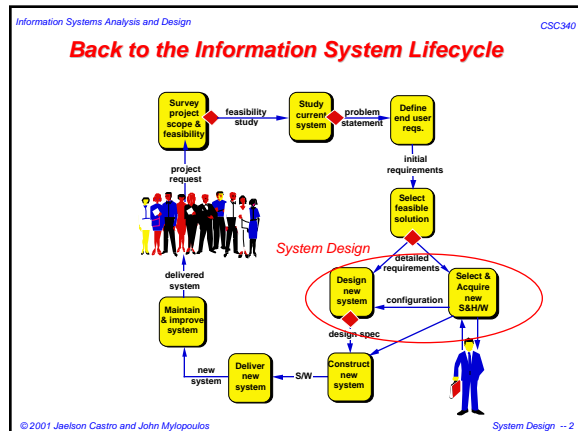 Information Systems Analysis and Design
CSC340
Back to the Information System Lifecycle
Survey
project
scope &
feasibility
feasibility
study
Study
current
system
problem
statement
Define
end user
reqs.
project
request
initial
requirements
Select
feasible
solution
System Design
detailed
requirements
delivered
system
Design
new
system
configuration
Select &
Acquire
new
S&H/W
Maintain
& improve
system
design spec
new
system
Deliver
new
system
S/W
Construct
new
system
© 2001 Jaelson Castro and John Mylopoulos
System Design -- 2